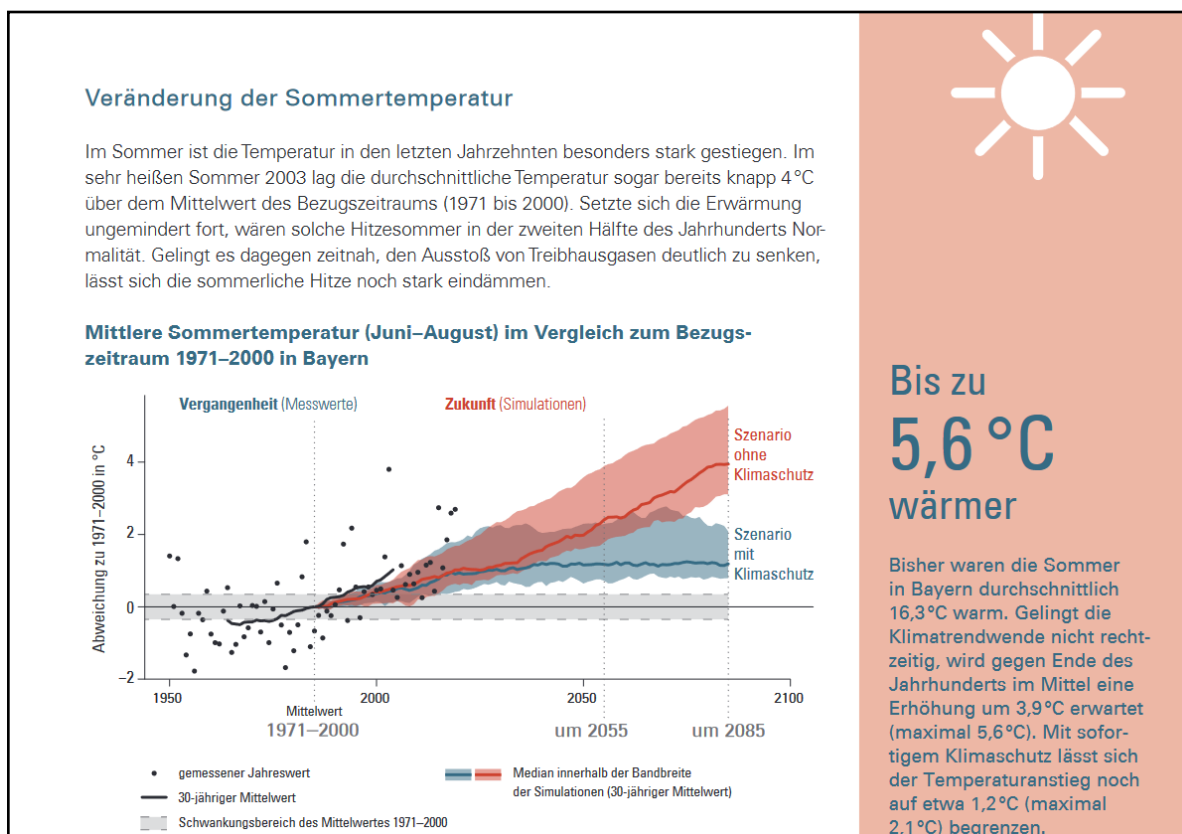 Veränderung der Sommertemperatur
Im Sommer ist die Temperatur in den letzten Jahrzehnten besonders stark gestiegen. Im
sehr heißen Sommer 2003 lag die durchschnittliche Temperatur sogar bereits knapp 4 °C
über dem Mittelwert des Bezugszeitraums (1971 bis 2000). Setzte sich die Erwärmung
ungemindert fort, wären solche Hitzesommer in der zweiten Hälfte des Jahrhunderts Nor-
malität. Gelingt es dagegen zeitnah, den Ausstoß von Treibhausgasen deutlich zu senken,
lässt sich die sommerliche Hitze noch stark eindämmen.
Mittlere Sommertemperatur (Juni–August) im Vergleich zum Bezugs-
zeitraum 1971–2000 in Bayern
Vergangenheit (Messwerte)
Zukunft (Simulationen)
Abweichung zu 1971–2000 in °C
4
2
0
–2
Szenario
ohne
Klimaschutz
Szenario
mit
Klimaschutz
1950
2000
2050
2100
Mittelwert
1971–2000
um 2055
um 2085
gemessener Jahreswert
30-jähriger Mittelwert
Schwankungsbereich des Mittelwertes 1971–2000
Median innerhalb der Bandbreite
der Simulationen (30-jähriger Mittelwert)
Bis zu
5,6 °C
wärmer
Bisher waren die Sommer
in Bayern durchschnittlich
16,3 °C warm. Gelingt die
Klimatrendwende nicht recht-
zeitig, wird gegen Ende des
Jahrhunderts im Mittel eine
Erhöhung um 3,9 °C erwartet
(maximal 5,6 °C). Mit sofor-
tigem Klimaschutz lässt sich
der Temperaturanstieg noch
auf etwa 1,2 °C (maximal
2,1 °C) begrenzen.